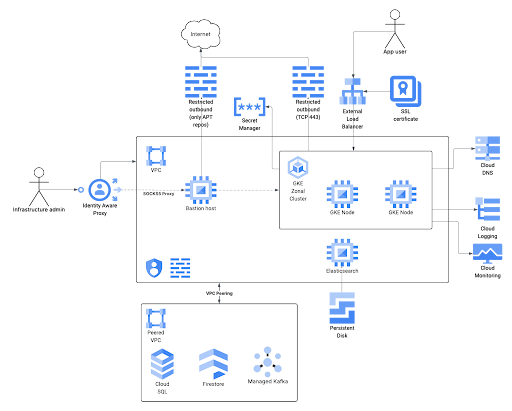 Internet
App user
Restricted
outbound
(only APT
repos)
Secret
Manager
Restricted
outbound
(TCP 443)
External
Load
Balancer
SSL
certificate
VPC
Cloud
DNS
Infrastructure admin
Identity Aware
Proxy
SOCKS5 Proxy
Bastion host
GKE
Zonal
Cluster
GKE Node
GKE Node
Cloud
Logging
Cloud
Monitoring
Elasticsearch
VPC Peering
Persistent
Disk
Peered
VPC
Cloud
SQL
Firestore
Managed Kafka